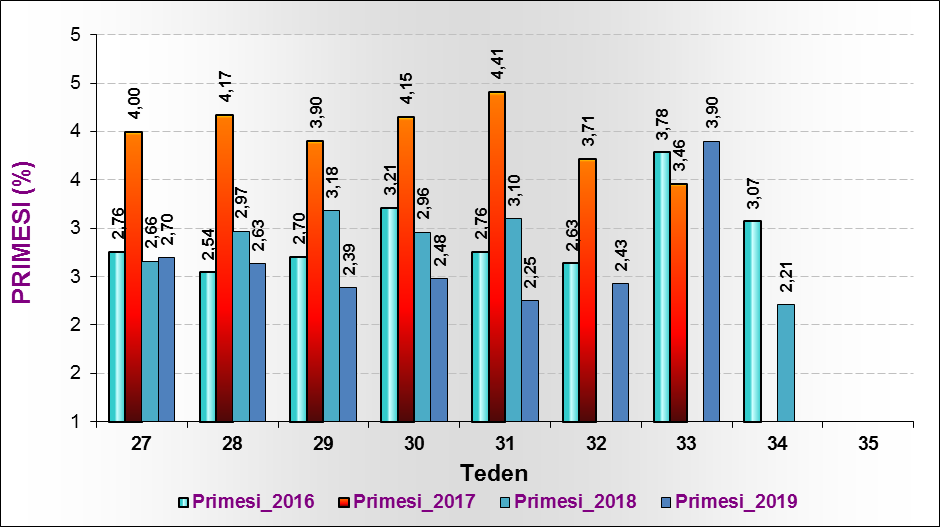 5
5
4
4
3
3
2
2
1
PRIMESI (%)
2,76 4,00 2,66 2,70
2,54 4,17 2,97 2,63
2,70 3,90 3,18 2,39
3,21 4,15 2,96 2,48
2,76 4,41 3,10 2,25
2,63 3,71 2,43
3,78 3,46 3,90
3,07 2,21
27 28 29 30 31 32 33 34 35
Teden
Primesi_2016 Primesi_2017 Primesi_2018 Primesi_2019